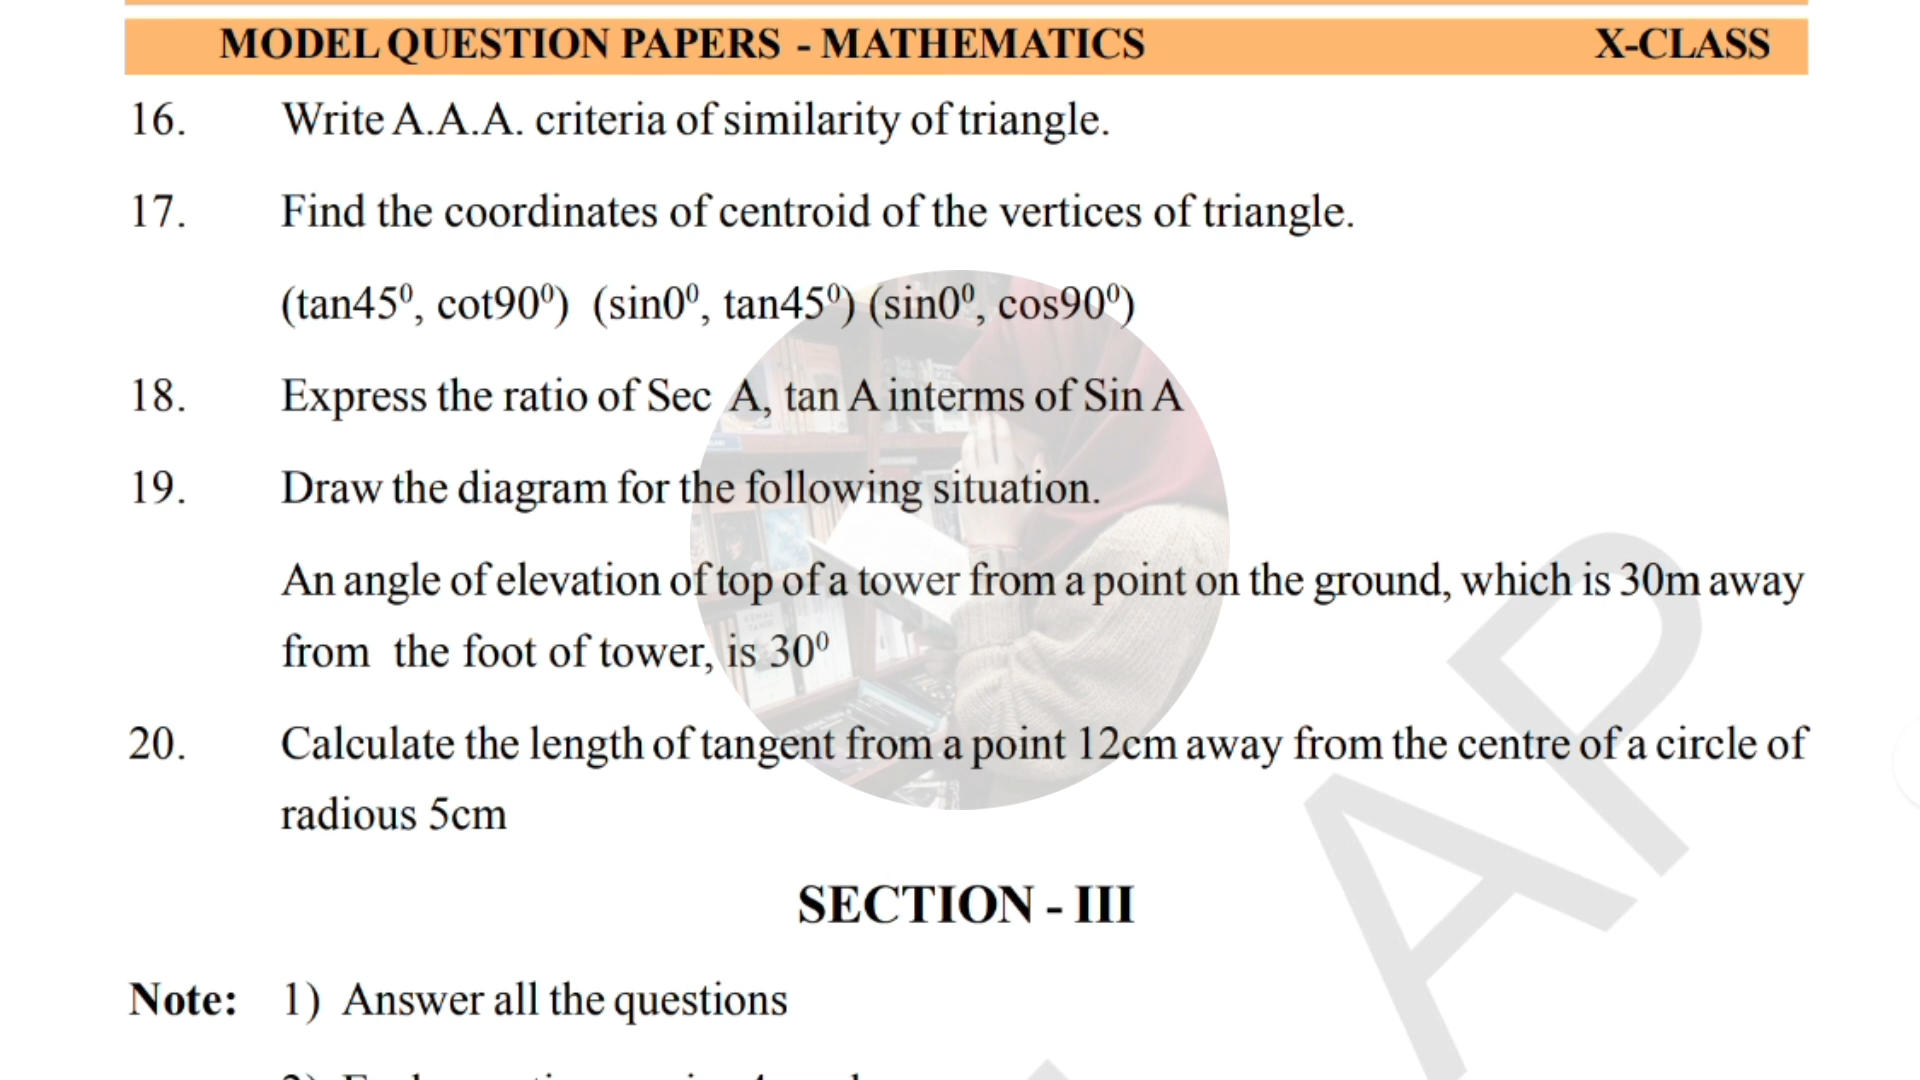 MODEL QUESTION PAPERS - MATHEMATICS X-CLASS
16. Write A.A.A. criteria of similarity of triangle.
17. Find the coordinates of centroid of the vertices of triangle.
(tan45⁰, cot90⁰) (sin0⁰, tan45⁰) (sin0⁰, cos90⁰)
18. Express the ratio of Sec A, tan A interms of Sin A
19. Draw the diagram for the following situation.
An angle of elevation of top of a tower from a point on the ground, which is 30m away
from the foot of tower, is 30⁰
20. Calculate the length of tangent from a point 12cm away from the centre of a circle of
radious 5cm
SECTION - III
Note: 1) Answer all the questions
AP